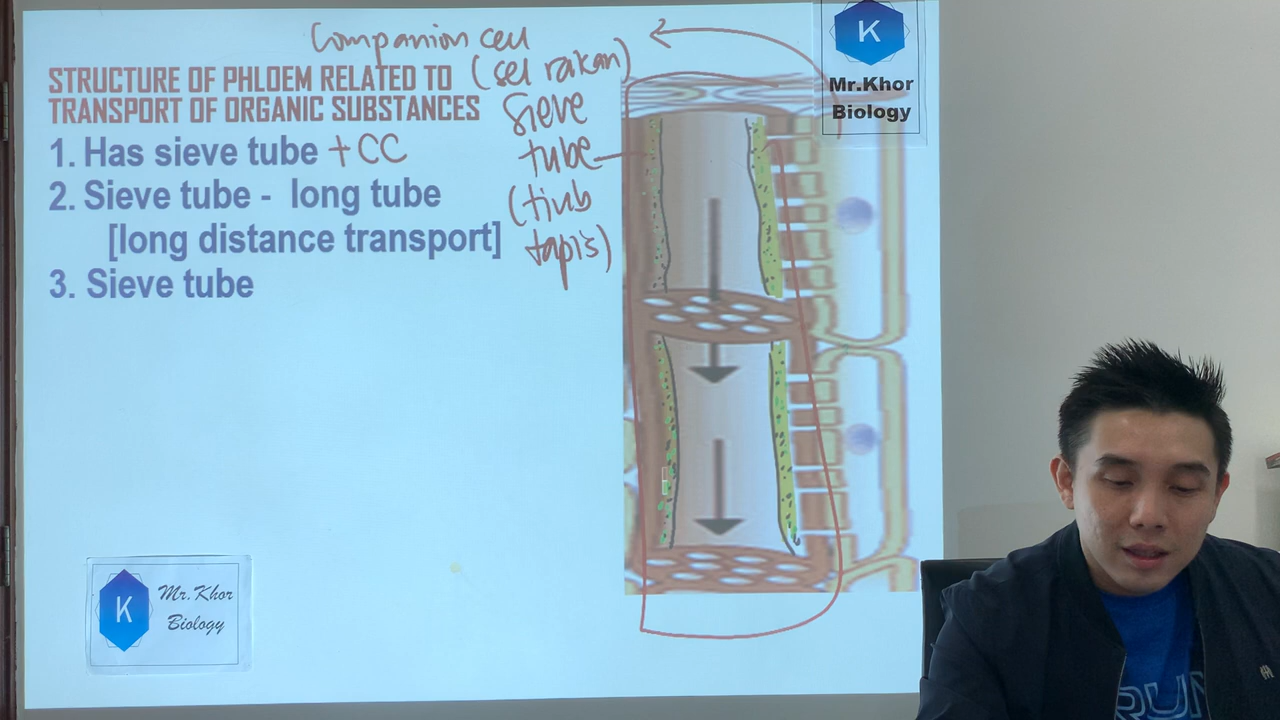 Companion cell
(sel rakan)
STRUCTURE OF PHLOEM RELATED TO
TRANSPORT OF ORGANIC SUBSTANCES
1. Has sieve tube + CC
2. Sieve tube - long tube
[long distance transport]
3. Sieve tube
Sieve
tube
(tiub
tapis)
K
Mr.Khor
Biology
K
Mr.Khor
Biology
RUN